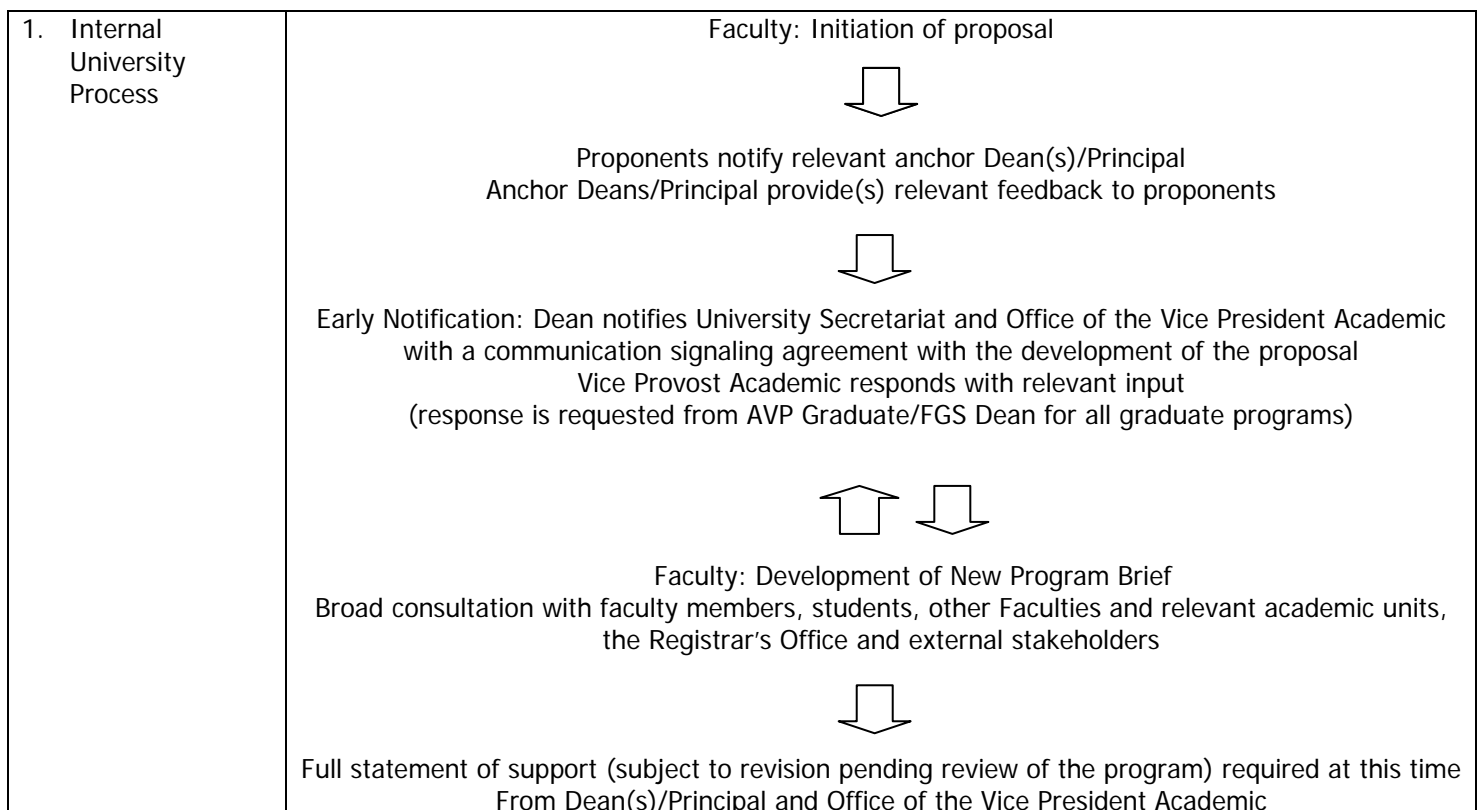 1. Internal
University
Process
Faculty: Initiation of proposal
Proponents notify relevant anchor Dean(s)/Principal
Anchor Deans/Principal provide(s) relevant feedback to proponents
Early Notification: Dean notifies University Secretariat and Office of the Vice President Academic
with a communication signaling agreement with the development of the proposal
Vice Provost Academic responds with relevant input
(response is requested from AVP Graduate/FGS Dean for all graduate programs)
Faculty: Development of New Program Brief
Broad consultation with faculty members, students, other Faculties and relevant academic units,
the Registrar's Office and external stakeholders
Full statement of support (subject to revision pending review of the program) required at this time
From Dean(s)/Principal and Office of the Vice President Academic